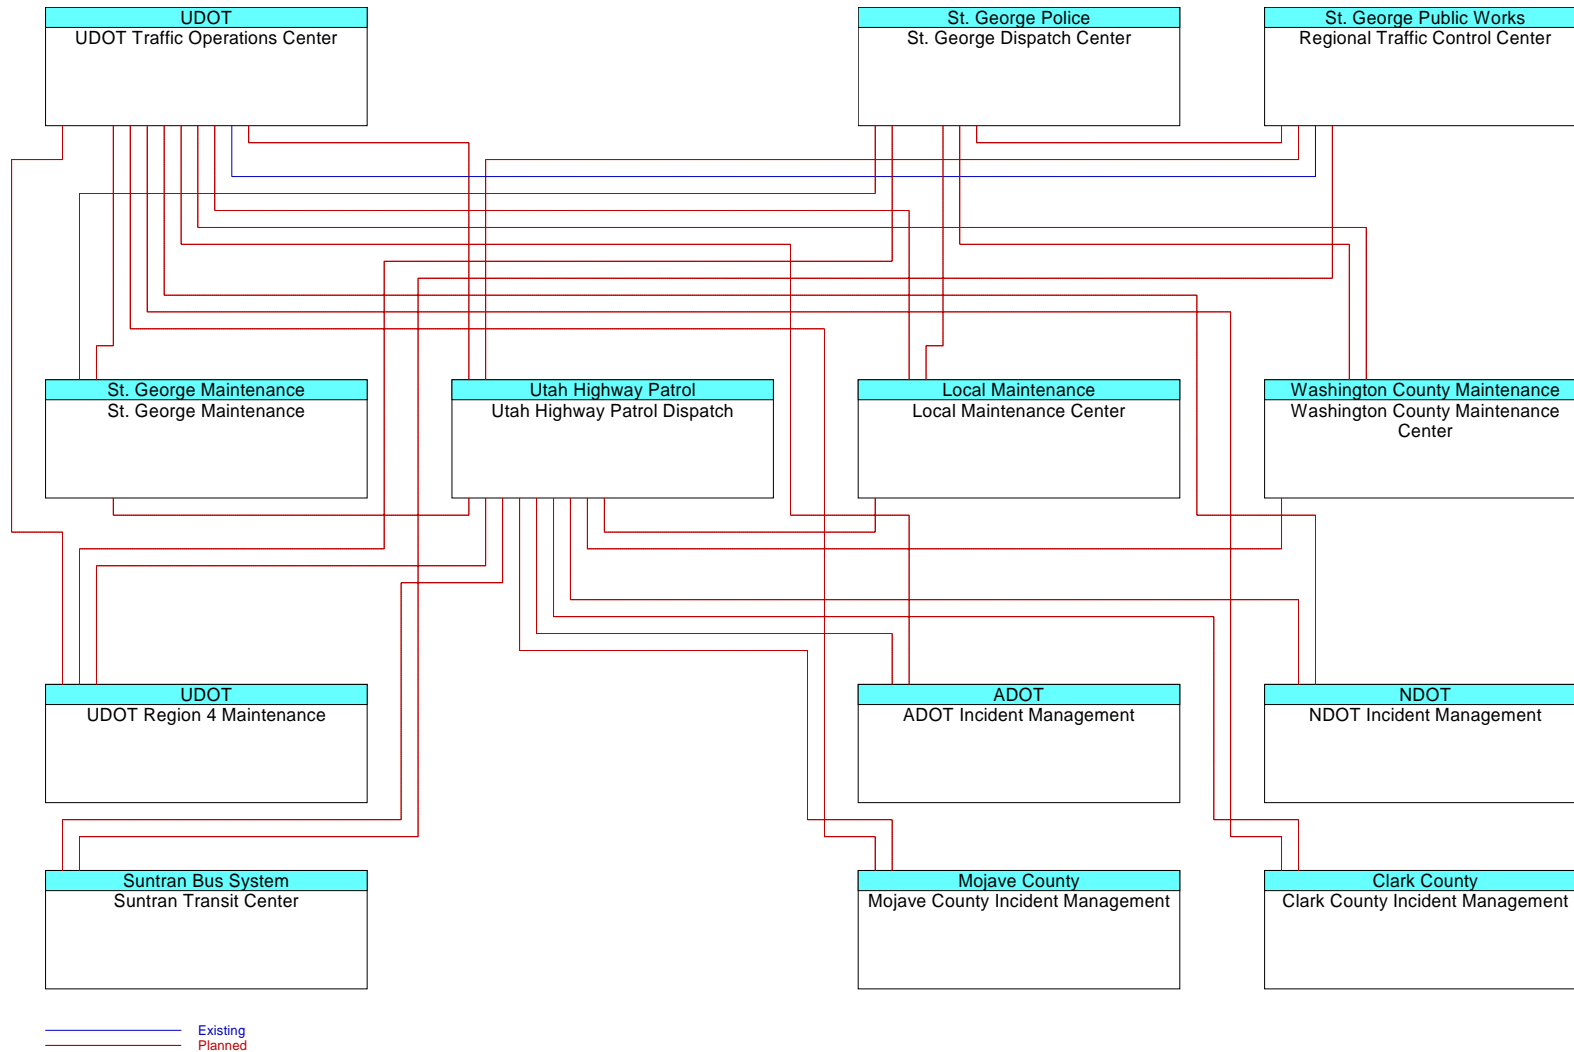 UDOT
UDOT Traffic Operations Center
St. George Police
St. George Dispatch Center
St. George Public Works
Regional Traffic Control Center
St. George Maintenance
St. George Maintenance
Utah Highway Patrol
Utah Highway Patrol Dispatch
Local Maintenance
Local Maintenance Center
Washington County Maintenance
Washington County Maintenance
Center
UDOT
UDOT Region 4 Maintenance
ADOT
ADOT Incident Management
NDOT
NDOT Incident Management
Suntran Bus System
Suntran Transit Center
Mojave County
Mojave County Incident Management
Clark County
Clark County Incident Management
Existing
Planned